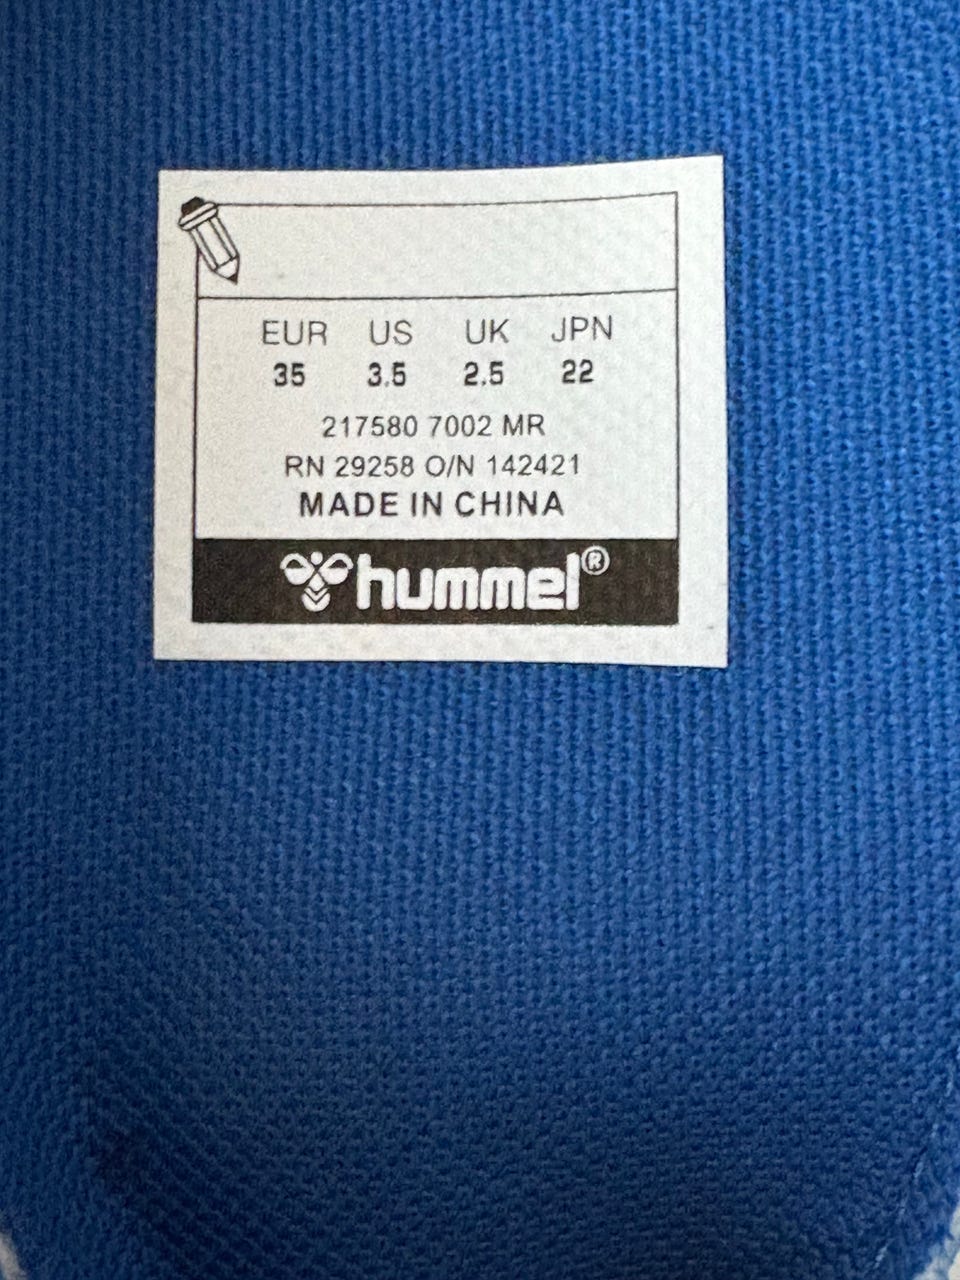 EUR US UK JPN
35 3.5 2.5 22
217580 7002 MR
RN 29258 O/N 142421
MADE IN CHINA
hummel®